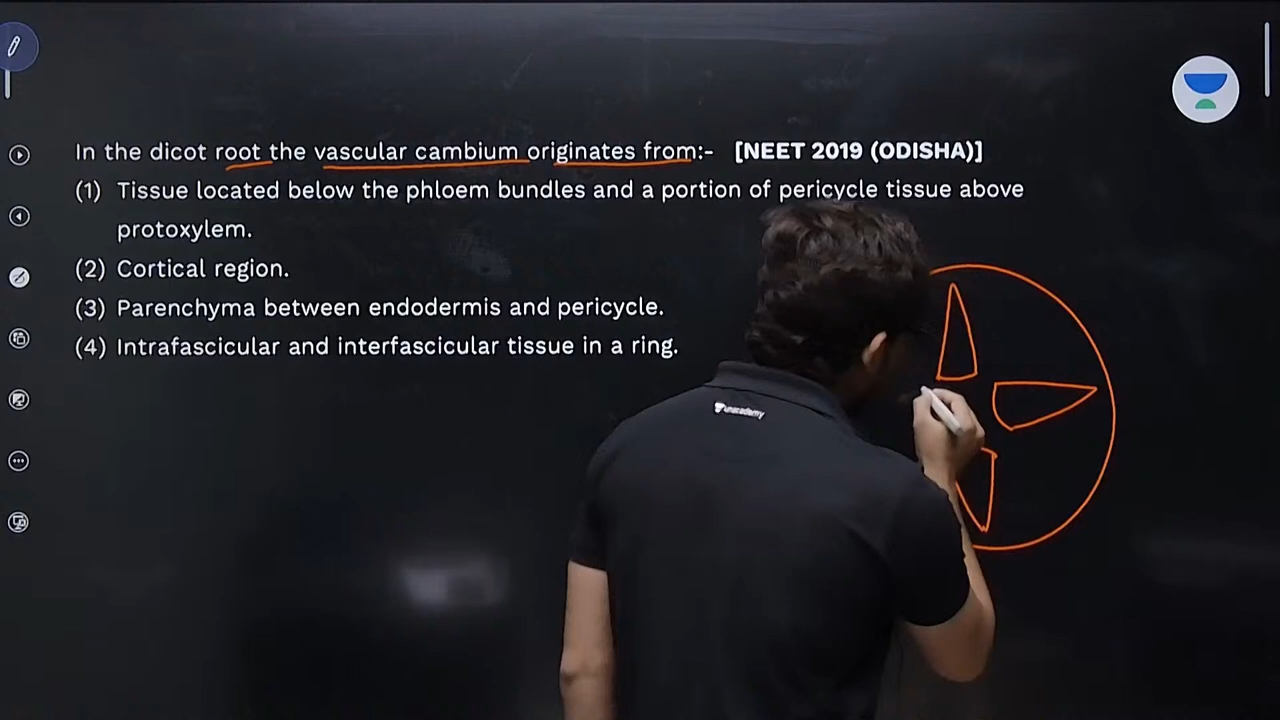 In the dicot root the vascular cambium originates from:- [NEET 2019 (ODISHA)]
(1) Tissue located below the phloem bundles and a portion of pericycle tissue above
protoxylem.
(2) Cortical region.
(3) Parenchyma between endodermis and pericycle.
(4) Intrafascicular and interfascicular tissue in a ring.
unacademy